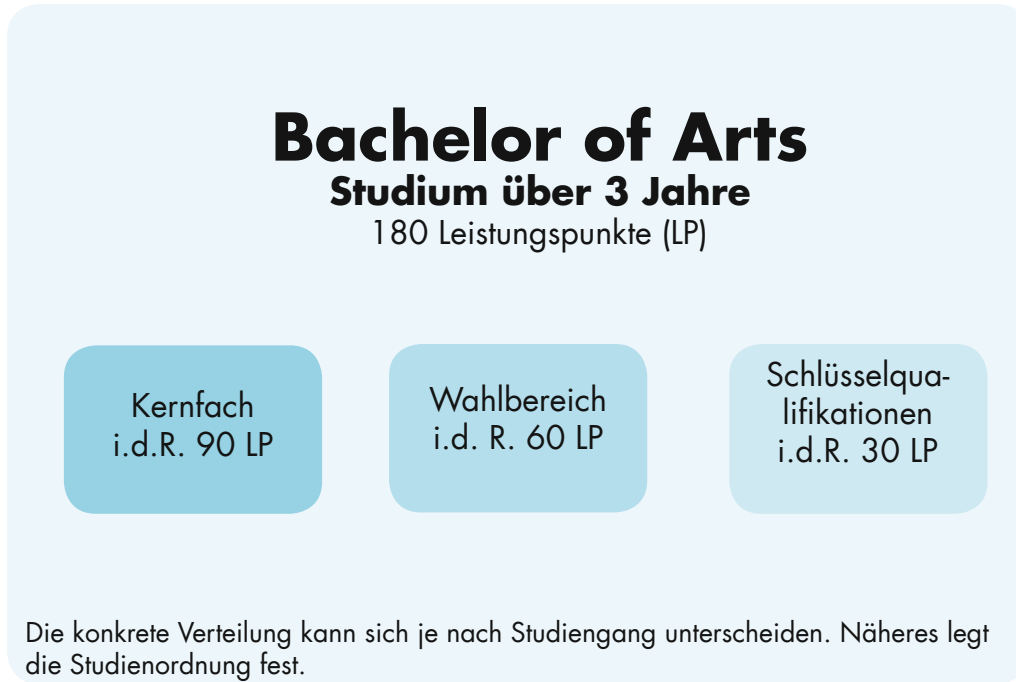 Bachelor of Arts
Studium über 3 Jahre
180 Leistungspunkte (LP)
Kernfach
i.d.R. 90 LP
Wahlbereich
i.d. R. 60 LP
Schlüsselqua-
lifikationen
i.d.R. 30 LP
Die konkrete Verteilung kann sich je nach Studiengang unterscheiden. Näheres legt
die Studienordnung fest.